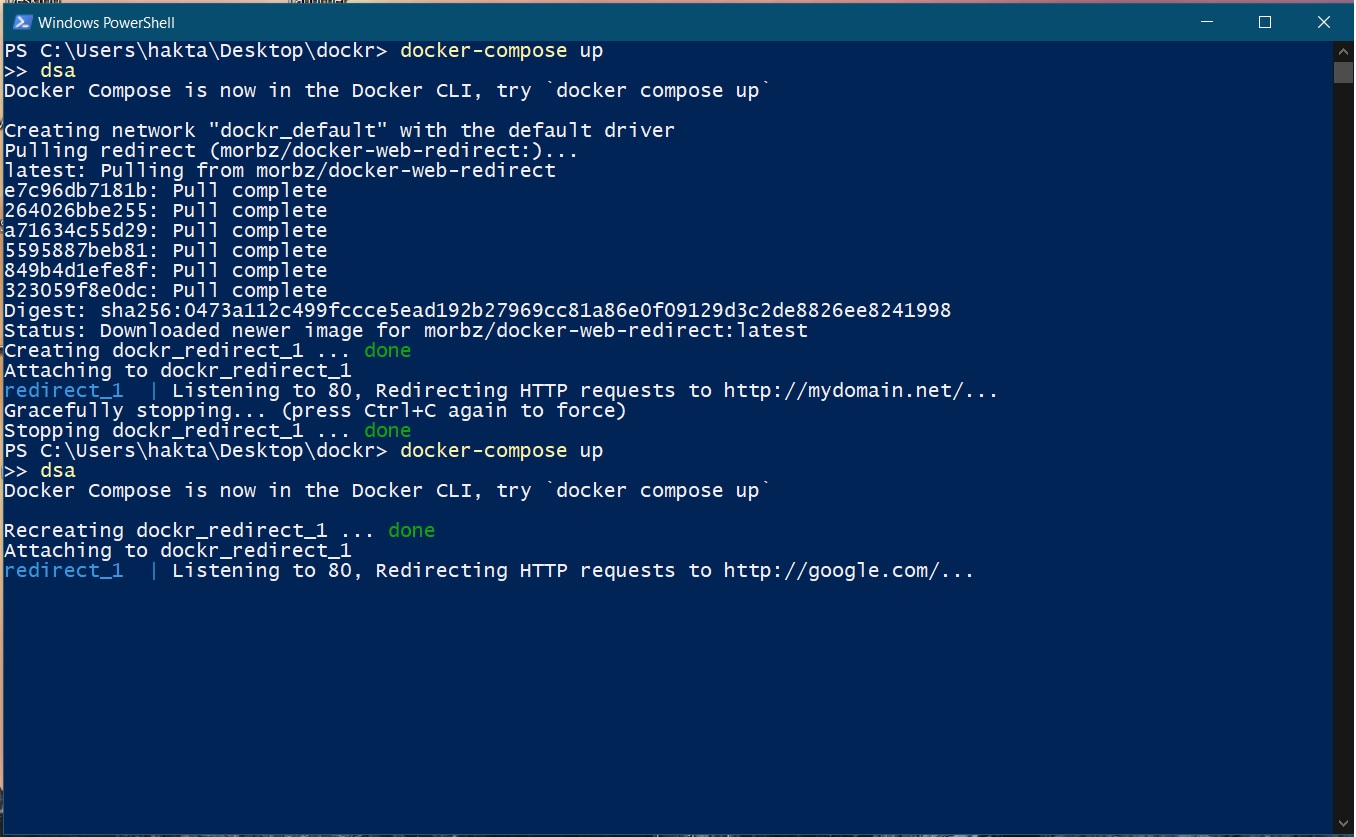 Windows PowerShell
PS C:\Users\hakta\Desktop\dockr> docker-compose up
>> dsa
Docker Compose is now in the Docker CLI, try `docker compose up`
Creating network "dockr_default" with the default driver
Pulling redirect (morbz/docker-web-redirect:)...
latest: Pulling from morbz/docker-web-redirect
e7c96db7181b: Pull complete
264026bbe255: Pull complete
a71634c55d29: Pull complete
5595887beb81: Pull complete
849b4d1efe8f: Pull complete
323059f8e0dc: Pull complete
Digest: sha256:0473a112c499fccce5ead192b27969cc81a86e0f09129d3c2de8826ee8241998
Status: Downloaded newer image for morbz/docker-web-redirect:latest
Creating dockr_redirect_1 ... done
Attaching to dockr_redirect_1
redirect_1  | Listening to 80, Redirecting HTTP requests to http://mydomain.net/...
Gracefully stopping... (press Ctrl+C again to force)
Stopping dockr_redirect_1 ... done
PS C:\Users\hakta\Desktop\dockr> docker-compose up
>> dsa
Docker Compose is now in the Docker CLI, try `docker compose up`
Recreating dockr_redirect_1 ... done
Attaching to dockr_redirect_1
redirect_1  | Listening to 80, Redirecting HTTP requests to http://google.com/...